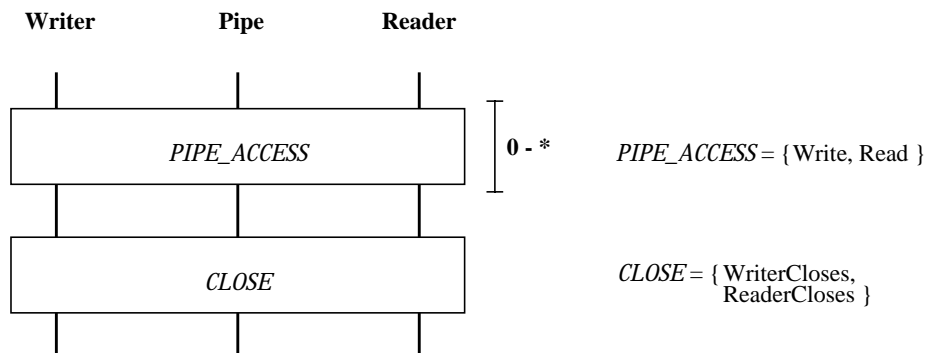 Writer Pipe Reader
PIPE_ACCESS
0 - *
PIPE_ACCESS = { Write, Read }
CLOSE
CLOSE = { WriterCloses,
ReaderCloses }